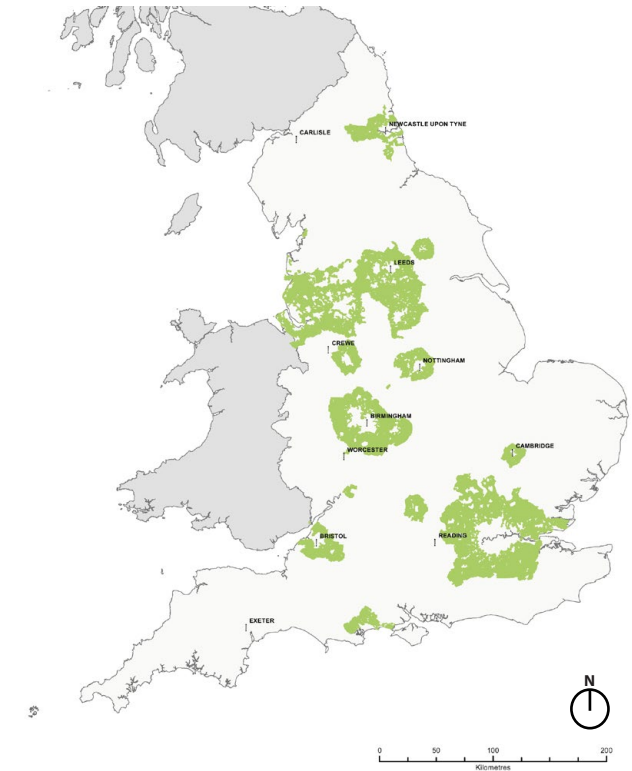 NEWCASTLE UPON TYNE
CARLISLE
LEEDS
CREWE
NOTTINGHAM
BIRMINGHAM
CAMBRIDGE
WORCESTER
BRISTOL
READING
EXETER
N
0 50 100 200
Kilometres